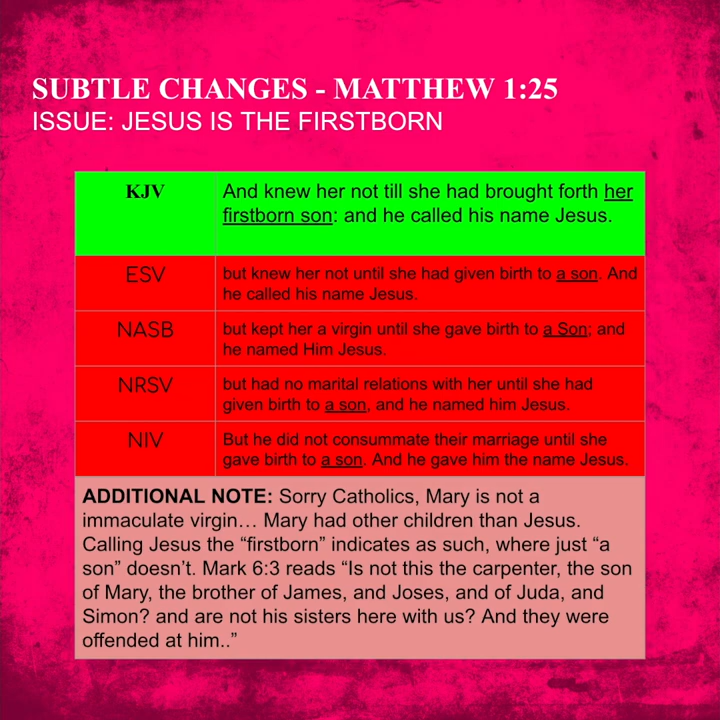 SUBTLE CHANGES - MATTHEW 1:25
ISSUE: JESUS IS THE FIRSTBORN
KJV
And knew her not till she had brought forth her
firstborn son: and he called his name Jesus.
ESV
but knew her not until she had given birth to a son. And
he called his name Jesus.
NASB
but kept her a virgin until she gave birth to a Son; and
he named Him Jesus.
NRSV
but had no marital relations with her until she had
given birth to a son, and he named him Jesus.
NIV
But he did not consummate their marriage until she
gave birth to a son. And he gave him the name Jesus.
ADDITIONAL NOTE: Sorry Catholics, Mary is not a
immaculate virgin... Mary had other children than Jesus.
Calling Jesus the “firstborn” indicates as such, where just “a
son” doesn’t. Mark 6:3 reads “Is not this the carpenter, the son
of Mary, the brother of James, and Joses, and of Juda, and
Simon? and are not his sisters here with us? And they were
offended at him..”